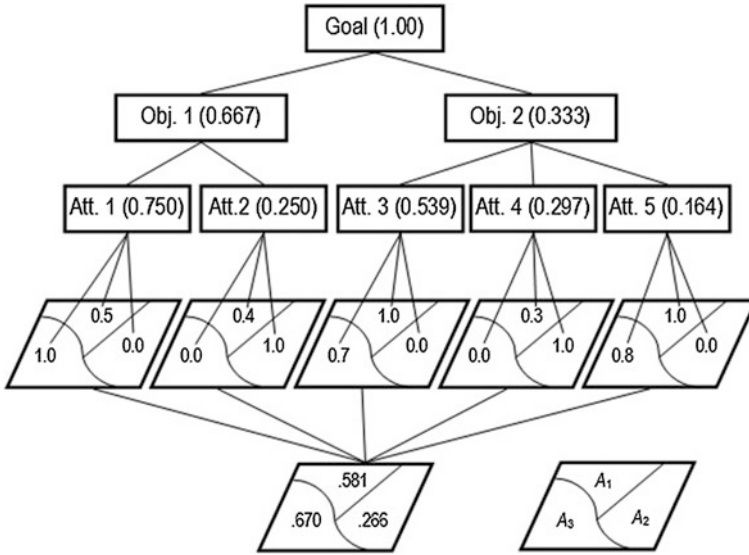 Goal (1.00)
Obj. 1 (0.667) Obj. 2 (0.333)
Att. 1 (0.750) Att.2 (0.250) Att. 3 (0.539) Att. 4 (0.297) Att. 5 (0.164)
0.5 0.4 1.0 0.3 1.0
1.0 0.0 0.0 1.0 0.7 0.0 0.0 1.0 0.8 0.0
.581 A₁
.670 .266 A₃ A₂